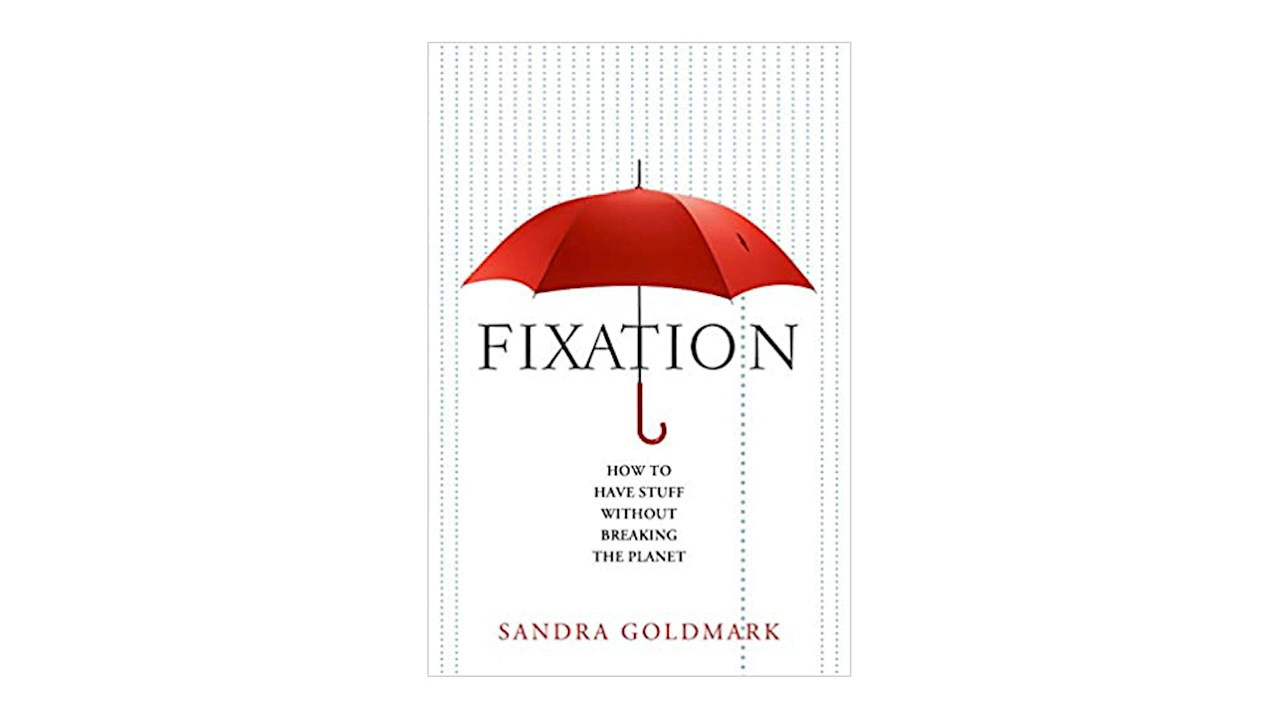 FIXATION
HOW TO
HAVE STUFF
WITHOUT
BREAKING
THE PLANET
SANDRA GOLDMARK